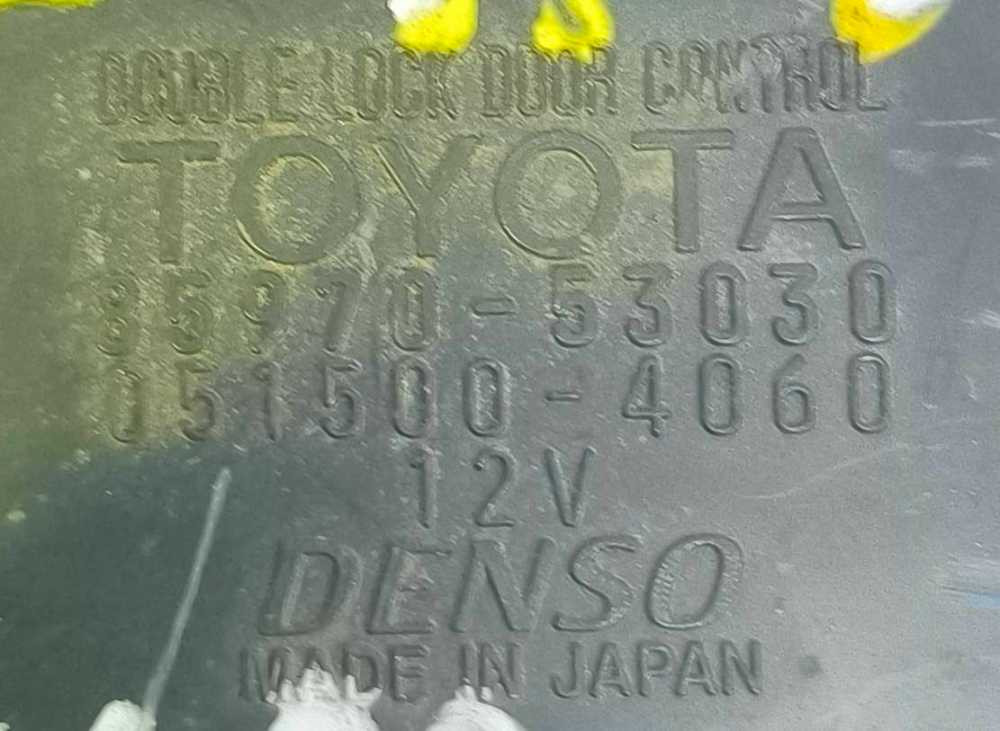 DOUBLE LOCK DOOR CONTROL
TOYOTA
85970-53030
051500-4060
12V
DENSO
MADE IN JAPAN